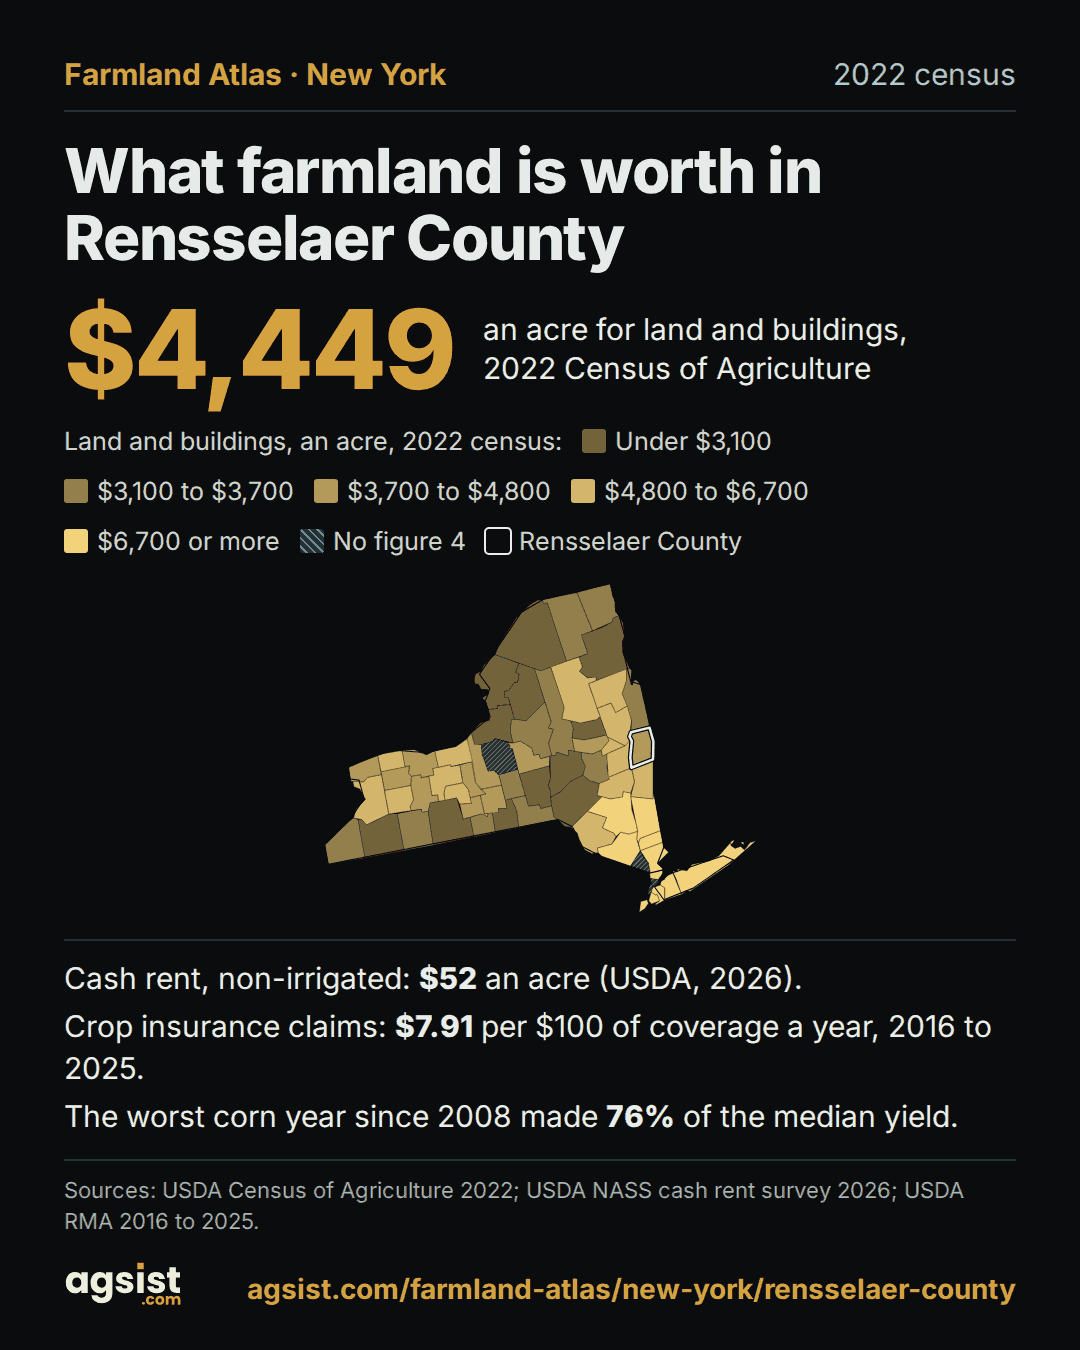 Farmland Atlas · New York
2022 census
What farmland is worth in
Rensselaer County
$4,449
an acre for land and buildings,
2022 Census of Agriculture
Land and buildings, an acre, 2022 census: Under $3,100
$3,100 to $3,700 $3,700 to $4,800 $4,800 to $6,700
$6,700 or more No figure 4 Rensselaer County
Cash rent, non-irrigated: $52 an acre (USDA, 2026).
Crop insurance claims: $7.91 per $100 of coverage a year, 2016 to
2025.
The worst corn year since 2008 made 76% of the median yield.
Sources: USDA Census of Agriculture 2022; USDA NASS cash rent survey 2026; USDA
RMA 2016 to 2025.
agsist
.com
agsist.com/farmland-atlas/new-york/rensselaer-county